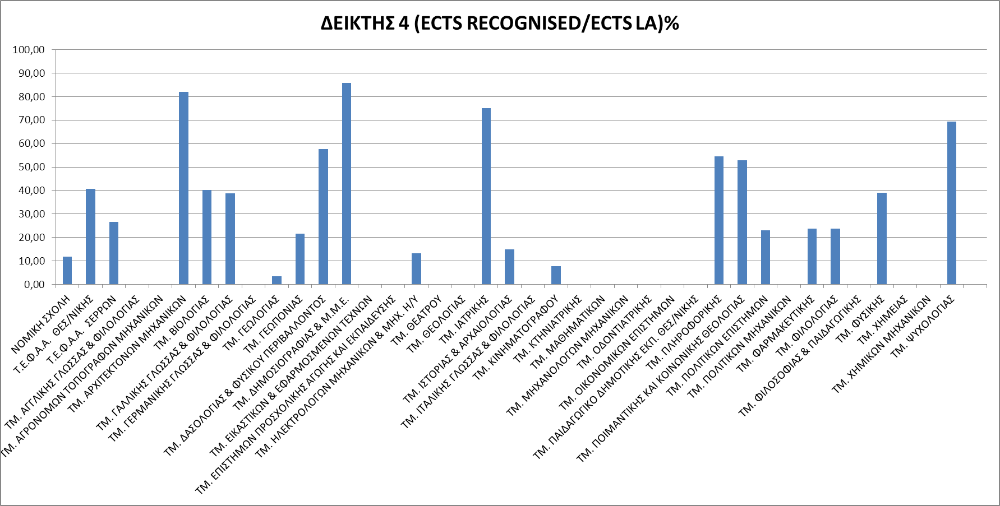 ΔΕΙΚΤΗΣ 4 (ECTS RECOGNISED/ECTS LA)%
100,00
90,00
80,00
70,00
60,00
50,00
40,00
30,00
20,00
10,00
0,00
ΝΟΜΙΚΗ ΣΧΟΛΗ
Τ.Ε.Φ.Α.Α. ΘΕΣ/ΝΙΚΗΣ
Τ.Ε.Φ.Α.Α. ΣΕΡΡΩΝ
ΤΜ. ΑΓΓΛΙΚΗΣ ΓΛΩΣΣΑΣ & ΦΙΛΟΛΟΓΙΑΣ
ΤΜ. ΑΓΡΟΝΟΜΩΝ ΤΟΠΟΓΡΑΦΩΝ ΜΗΧΑΝΙΚΩΝ
ΤΜ. ΑΡΧΙΤΕΚΤΟΝΩΝ ΜΗΧΑΝΙΚΩΝ
ΤΜ. ΒΙΟΛΟΓΙΑΣ
ΤΜ. ΓΑΛΛΙΚΗΣ ΓΛΩΣΣΑΣ & ΦΙΛΟΛΟΓΙΑΣ
ΤΜ. ΓΕΡΜΑΝΙΚΗΣ ΓΛΩΣΣΑΣ & ΦΙΛΟΛΟΓΙΑΣ
ΤΜ. ΓΕΩΛΟΓΙΑΣ
ΤΜ. ΓΕΩΠΟΝΙΑΣ
ΤΜ. ΔΑΣΟΛΟΓΙΑΣ & ΦΥΣΙΚΟΥ ΠΕΡΙΒΑΛΛΟΝΤΟΣ
ΤΜ. ΔΗΜΟΣΙΟΓΡΑΦΙΑΣ & Μ.Μ.Ε.
ΤΜ. ΕΙΚΑΣΤΙΚΩΝ & ΕΦΑΡΜΟΣΜΕΝΩΝ ΤΕΧΝΩΝ
ΤΜ. ΕΠΙΣΤΗΜΩΝ ΠΡΟΣΧΟΛΙΚΗΣ ΑΓΩΓΗΣ ΚΑΙ ΕΚΠΑΙΔΕΥΣΗΣ
ΤΜ. ΗΛΕΚΤΡΟΛΟΓΩΝ ΜΗΧΑΝΙΚΩΝ & ΜΗΧ. Η/Υ
ΤΜ. ΘΕΑΤΡΟΥ
ΤΜ. ΘΕΟΛΟΓΙΑΣ
ΤΜ. ΙΑΤΡΙΚΗΣ
ΤΜ. ΙΣΤΟΡΙΑΣ & ΑΡΧΑΙΟΛΟΓΙΑΣ
ΤΜ. ΙΤΑΛΙΚΗΣ ΓΛΩΣΣΑΣ & ΦΙΛΟΛΟΓΙΑΣ
ΤΜ. ΚΙΝΗΜΑΤΟΓΡΑΦΟΥ
ΤΜ. ΚΤΗΝΙΑΤΡΙΚΗΣ
ΤΜ. ΜΑΘΗΜΑΤΙΚΩΝ
ΤΜ. ΜΗΧΑΝΟΛΟΓΩΝ ΜΗΧΑΝΙΚΩΝ
ΤΜ. ΟΔΟΝΤΙΑΤΡΙΚΗΣ
ΤΜ. ΟΙΚΟΝΟΜΙΚΩΝ ΕΠΙΣΤΗΜΩΝ
ΤΜ. ΠΑΙΔΑΓΩΓΙΚΟ ΔΗΜΟΤΙΚΗΣ ΕΚΠ. ΘΕΣ/ΝΙΚΗΣ
ΤΜ. ΠΛΗΡΟΦΟΡΙΚΗΣ
ΤΜ. ΠΟΙΜΑΝΤΙΚΗΣ ΚΑΙ ΚΟΙΝΩΝΙΚΗΣ ΘΕΟΛΟΓΙΑΣ
ΤΜ. ΠΟΛΙΤΙΚΩΝ ΕΠΙΣΤΗΜΩΝ
ΤΜ. ΠΟΛΙΤΙΚΩΝ ΜΗΧΑΝΙΚΩΝ
ΤΜ. ΦΑΡΜΑΚΕΥΤΙΚΗΣ
ΤΜ. ΦΙΛΟΛΟΓΙΑΣ
ΤΜ. ΦΙΛΟΣΟΦΙΑΣ & ΠΑΙΔΑΓΩΓΙΚΗΣ
ΤΜ. ΦΥΣΙΚΗΣ
ΤΜ. ΧΗΜΕΙΑΣ
ΤΜ. ΧΗΜΙΚΩΝ ΜΗΧΑΝΙΚΩΝ
ΤΜ. ΨΥΧΟΛΟΓΙΑΣ